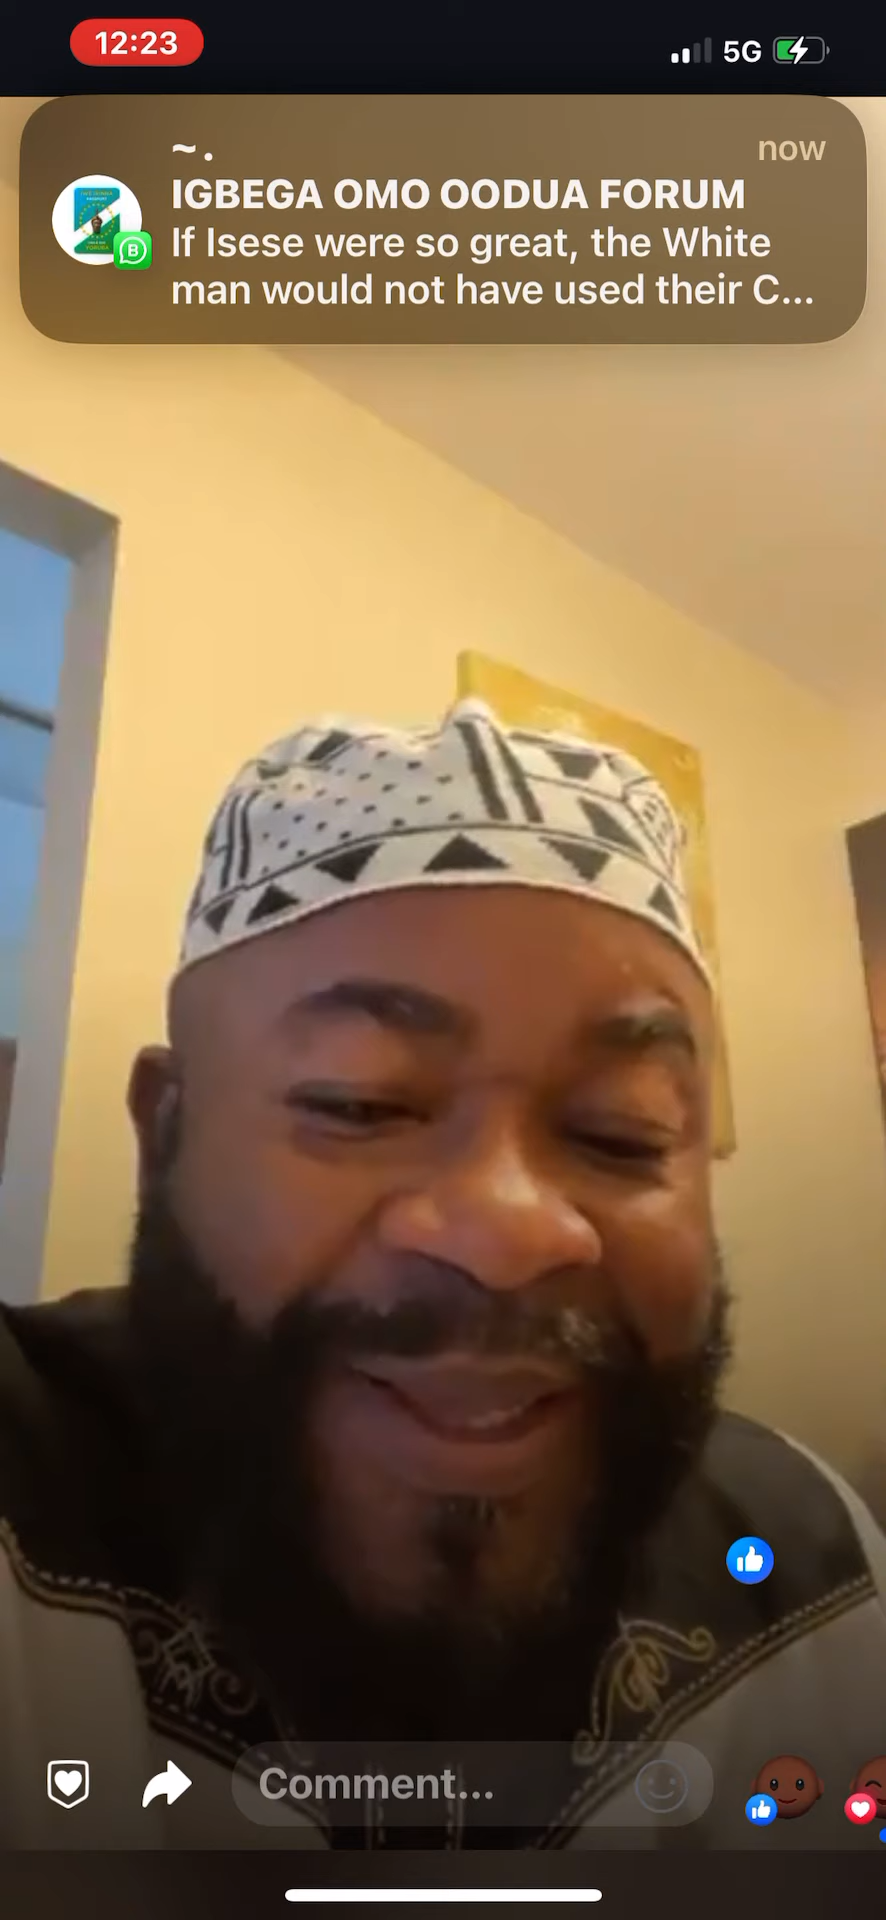 12:23
5G
~.
now
IGBEGA OMO OODUA FORUM
If Isese were so great, the White
man would not have used their C...
Comment...